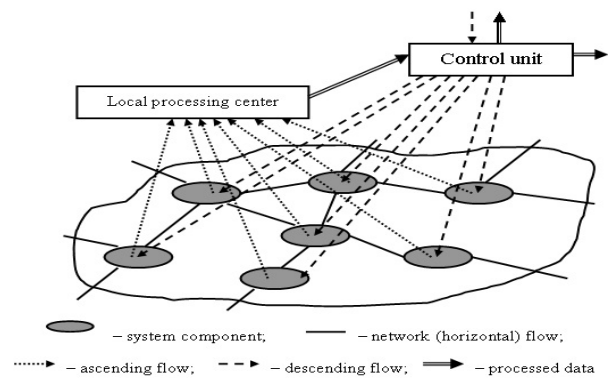 Control unit
Local processing center
– system component;
– network (horizontal) flow;
– ascending flow;
– descending flow;
– processed data